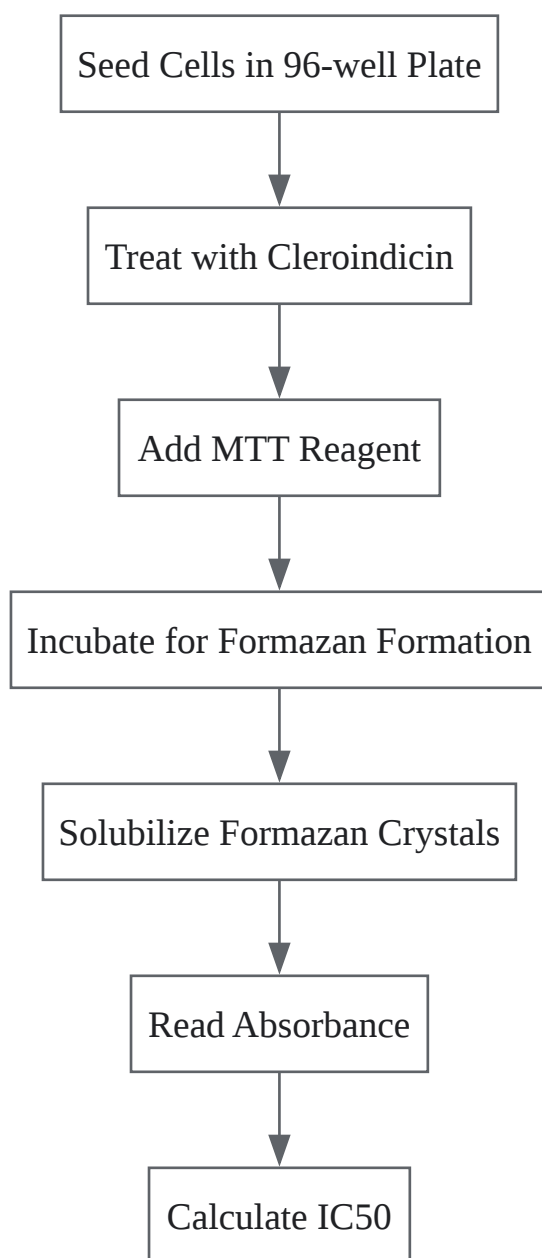 Seed Cells in 96-well Plate
Treat with Cleroindicin
Add MTT Reagent
Incubate for Formazan Formation
Solubilize Formazan Crystals
Read Absorbance
Calculate IC50